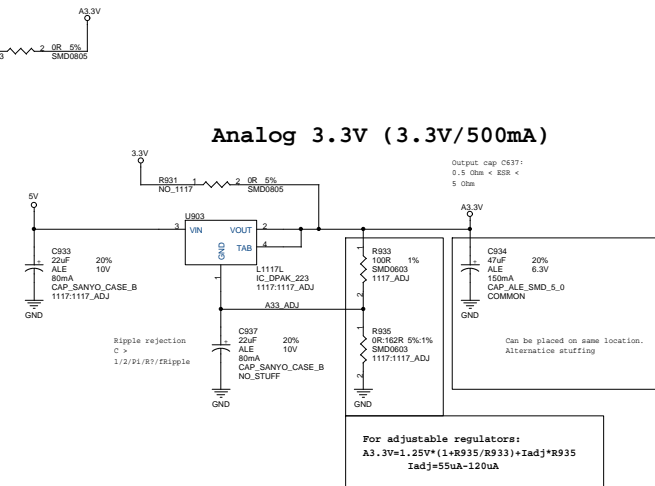 A3.3V
3
2
0R 5%
SMD0805
Analog 3.3V (3.3V/500mA)
3.3V
Output cap C637:
0.5 Ohm < ESR <
5 Ohm
R931
NO_1117
1
2
0R 5%
SMD0805
5V
A3.3V
U903
3
VIN
VOUT
2
GND
TAB
4
1
L1117L
IC_DPAK_223
1117:1117_ADJ
C933
22uF 20%
ALE 10V
80mA
CAP_SANYO_CASE_B
1117:1117_ADJ
GND
1
R933
100R 1%
SMD0603
1117_ADJ
2
C934
47uF 20%
ALE 6.3V
150mA
CAP_ALE_SMD_5_0
COMMON
GND
A33_ADJ
Ripple rejection
C >
1/2/Pi/R?/fRipple
C937
22uF 20%
ALE 10V
80mA
CAP_SANYO_CASE_B
NO_STUFF
GND
1
R935
0R:162R 5%:1%
SMD0603
1117:1117_ADJ
2
GND
Can be placed on same location.
Alternatice stuffing
For adjustable regulators:
A3.3V=1.25V*(1+R935/R933)+Iadj*R935
Iadj=55uA-120uA